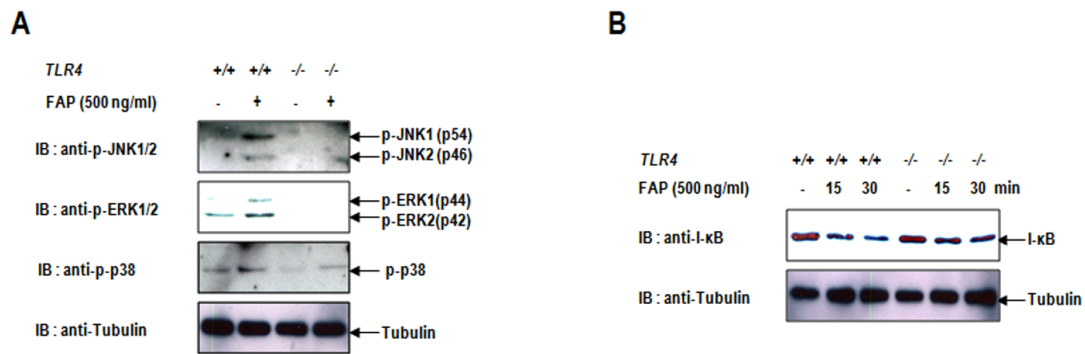 A
TLR4 +/+ +/+ -/- -/-
FAP (500 ng/ml) - + - +
IB : anti-p-JNK1/2
p-JNK1 (p54)
p-JNK2 (p46)
IB : anti-p-ERK1/2
p-ERK1(p44)
p-ERK2(p42)
IB : anti-p-p38
p-p38
IB : anti-Tubulin
Tubulin
B
TLR4 +/+ +/+ +/+ -/- -/- -/-
FAP (500 ng/ml) - 15 30 - 15 30 min
IB : anti-I-κB
I-κB
IB : anti-Tubulin
Tubulin